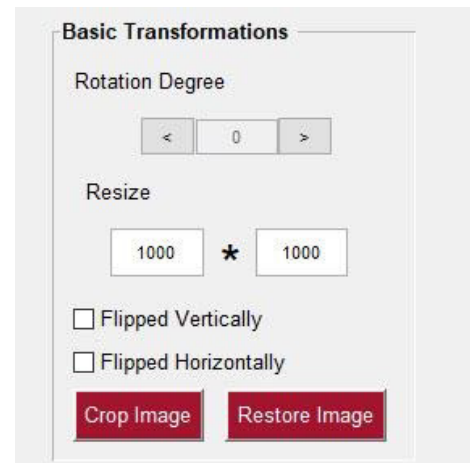 Basic Transformations
Rotation Degree
< 0 >
Resize
1000 * 1000
Flipped Vertically
Flipped Horizontally
Crop Image Restore Image